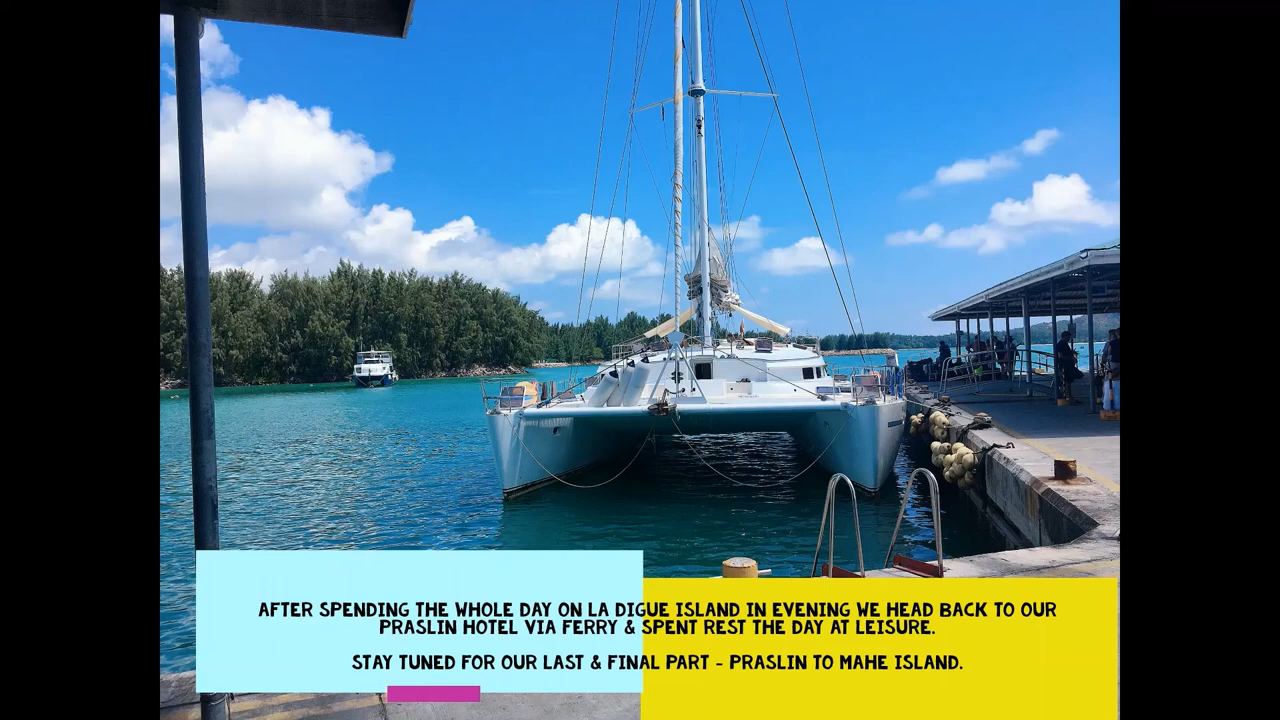 AFTER SPENDING THE WHOLE DAY ON LA DIGUE ISLAND IN EVENING WE HEAD BACK TO OUR
PRASLIN HOTEL VIA FERRY & SPENT REST THE DAY AT LEISURE.
STAY TUNED FOR OUR LAST & FINAL PART - PRASLIN TO MAHE ISLAND.